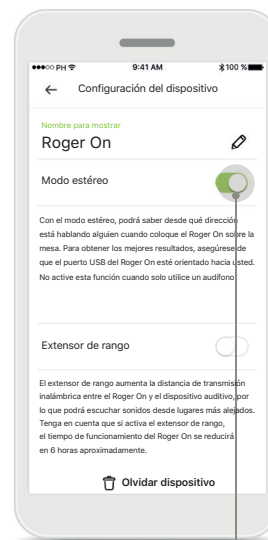 PH
9:41 AM
100 %
Configuración del dispositivo
Nombre para mostrar
Roger On
Modo estéreo
Con el modo estéreo, podrá saber desde qué dirección
está hablando alguien cuando coloque el Roger On sobre la
mesa. Para obtener los mejores resultados, asegúrese de
que el puerto USB del Roger On esté orientado hacia usted.
No active esta función cuando solo utilice un audífono.
Extensor de rango
El extensor de rango aumenta la distancia de transmisión
inalámbrica entre el Roger On y el dispositivo auditivo, por
lo que podrá escuchar sonidos desde lugares más alejados.
Tenga en cuenta que si activa el extensor de rango,
el tiempo de funcionamiento del Roger On se reducirá
en 6 horas aproximadamente.
Olvidar dispositivo